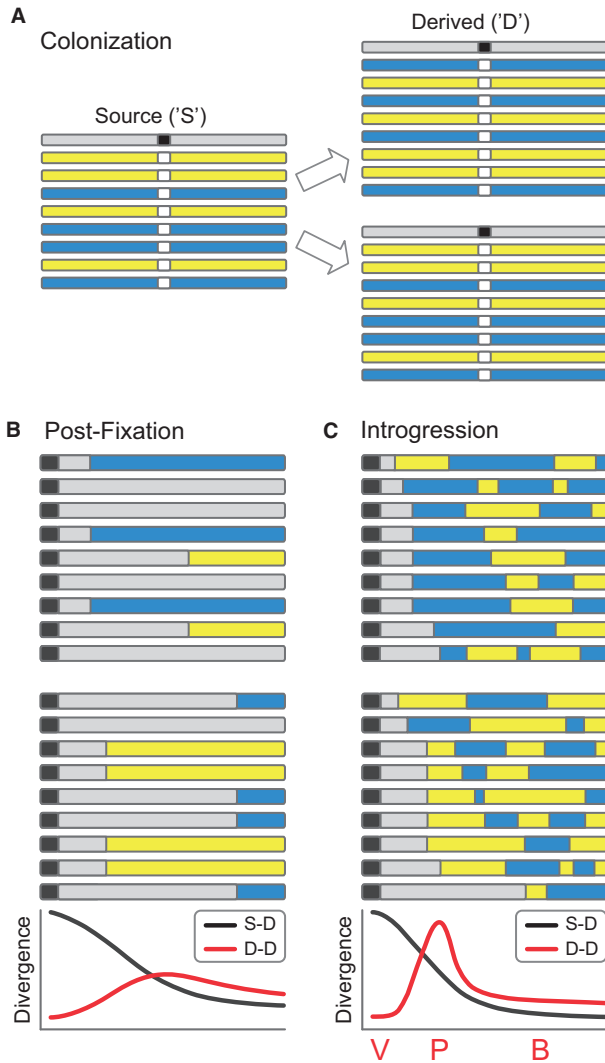 A
Colonization
Derived ('D')
Source ('S')
B Post-Fixation
C Introgression
Divergence
S-D
D-D
Divergence
S-D
D-D
V P B